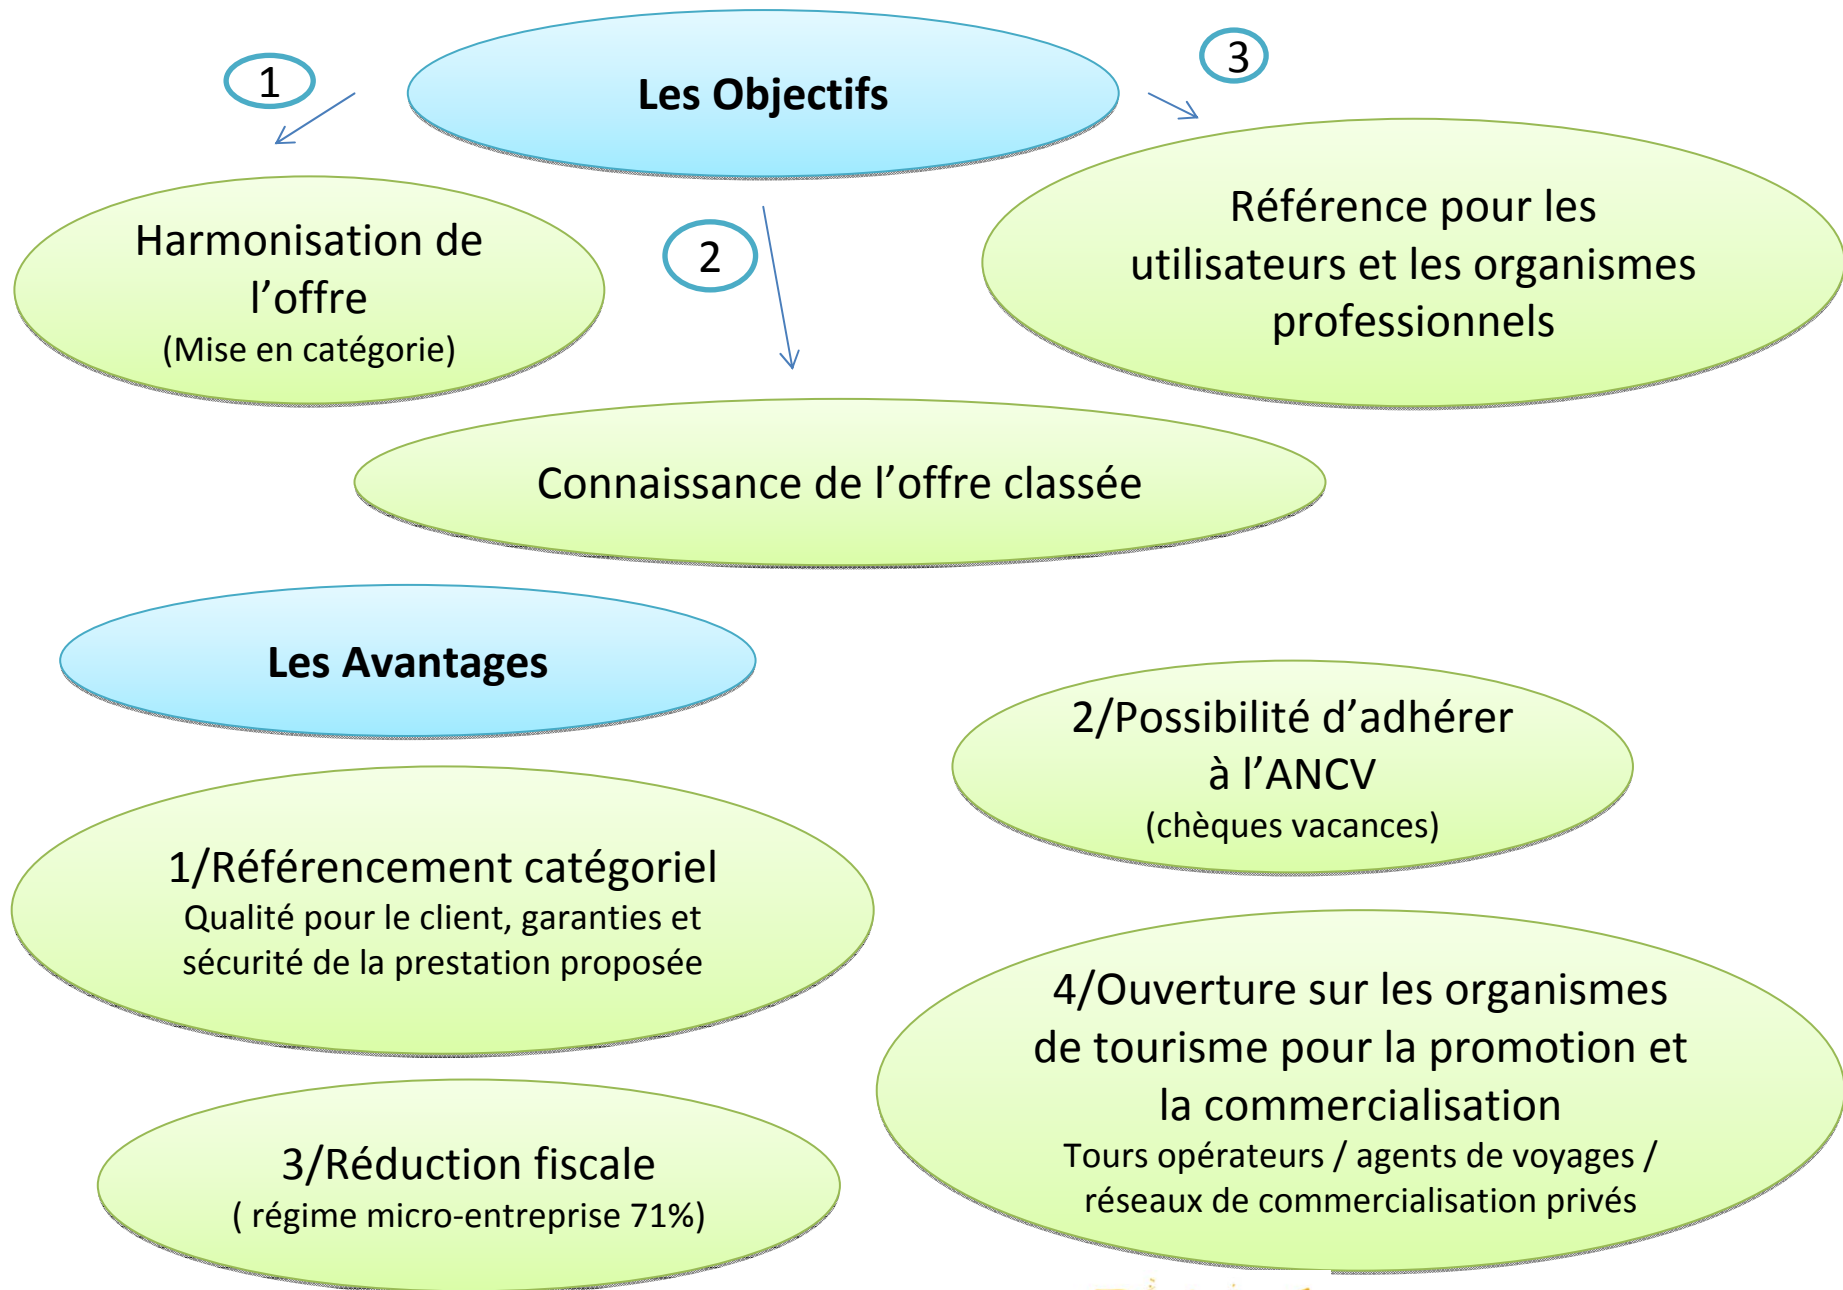 Les Objectifs
1
Harmonisation de
l’offre
(Mise en catégorie)
2
Connaissance de l’offre classée
3
Référence pour les
utilisateurs et les organismes
professionnels
Les Avantages
1/Référencement catégoriel
Qualité pour le client, garanties et
sécurité de la prestation proposée
2/Possibilité d’adhérer
à l’ANCV
(chèques vacances)
3/Réduction fiscale
( régime micro-entreprise 71%)
4/Ouverture sur les organismes
de tourisme pour la promotion et
la commercialisation
Tours opérateurs / agents de voyages /
réseaux de commercialisation privés